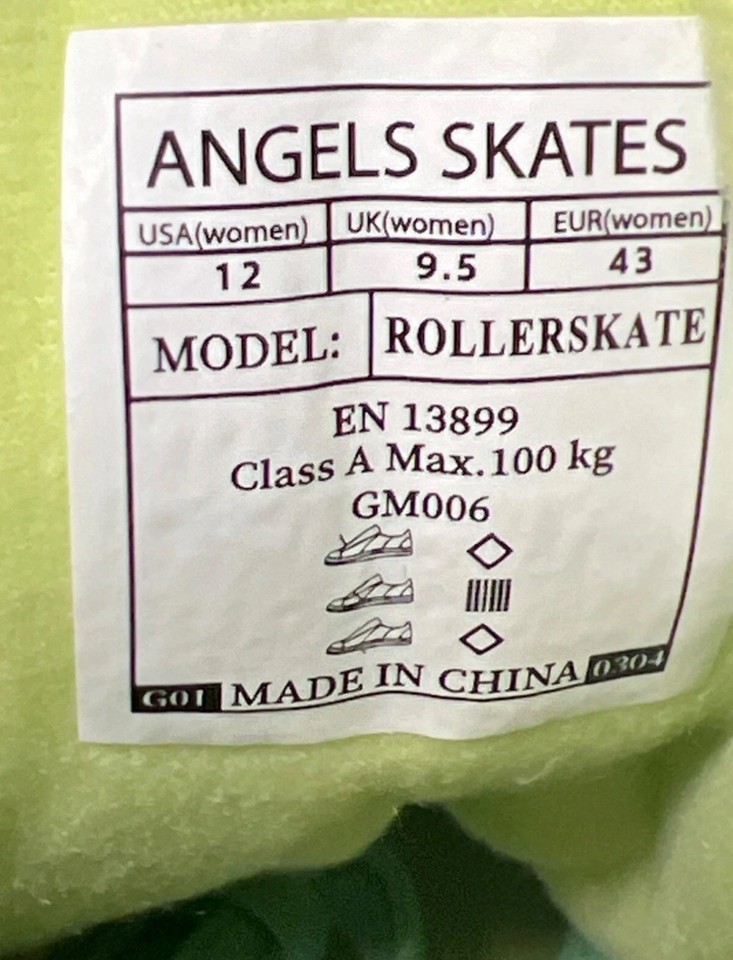 ANGELS SKATES
USA(women) UK(women) EUR(women)
12 9.5 43
MODEL: ROLLERSKATE
EN 13899
Class A Max.100 kg
GM006
G01 MADE IN CHINA 0304